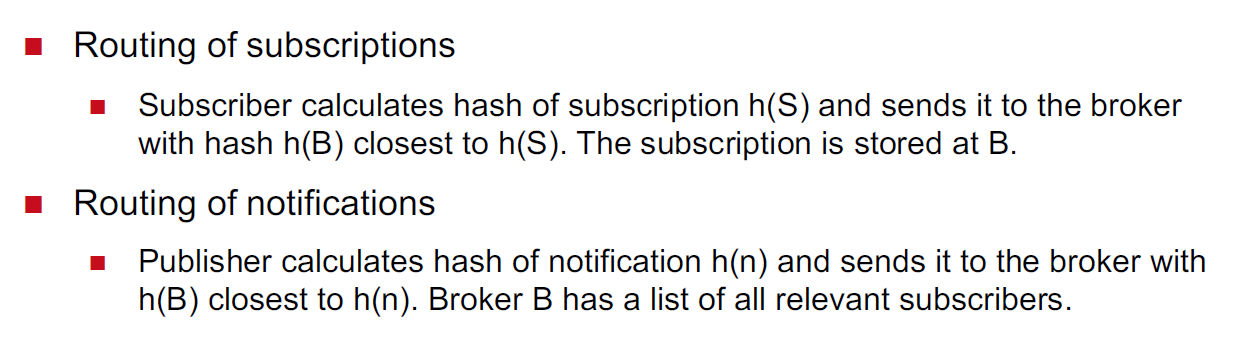 Routing of subscriptions
Subscriber calculates hash of subscription h(S) and sends it to the broker
with hash h(B) closest to h(S). The subscription is stored at B.
Routing of notifications
Publisher calculates hash of notification h(n) and sends it to the broker with
h(B) closest to h(n). Broker B has a list of all relevant subscribers.